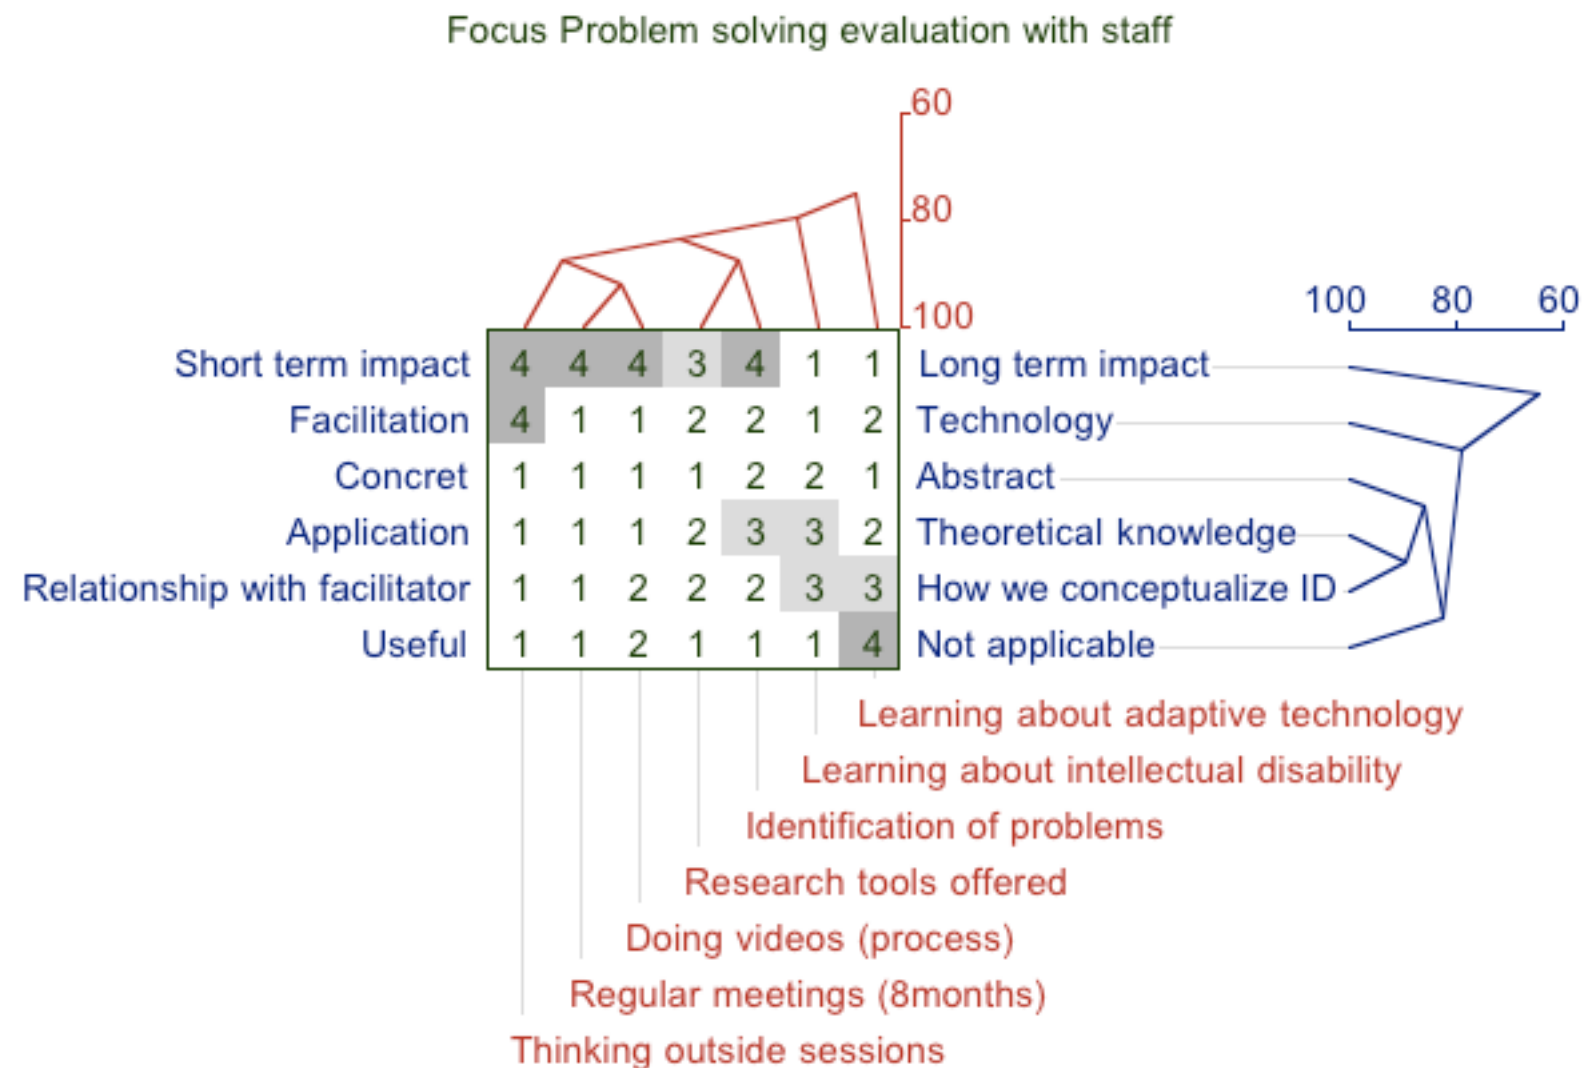 Focus Problem solving evaluation with staff
60
80
100
100 80 60
Short term impact 4 4 4 3 4 1 1 Long term impact
Facilitation 4 1 1 2 2 1 2 Technology
Concret 1 1 1 1 2 2 1 Abstract
Application 1 1 1 2 3 3 2 Theoretical knowledge
Relationship with facilitator 1 1 2 2 2 3 3 How we conceptualize ID
Useful 1 1 2 1 1 1 4 Not applicable
Learning about adaptive technology
Learning about intellectual disability
Identification of problems
Research tools offered
Doing videos (process)
Regular meetings (8months)
Thinking outside sessions